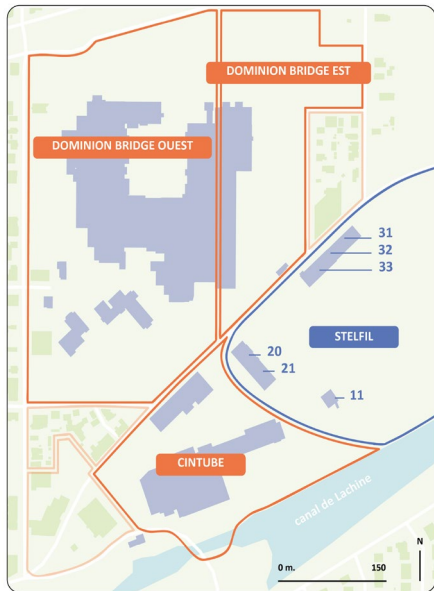 DOMINION BRIDGE EST
DOMINION BRIDGE OUEST
31
32
33
STELFIL
20
21
11
CINTUBE
canal de Lachine
N
0 m. 150